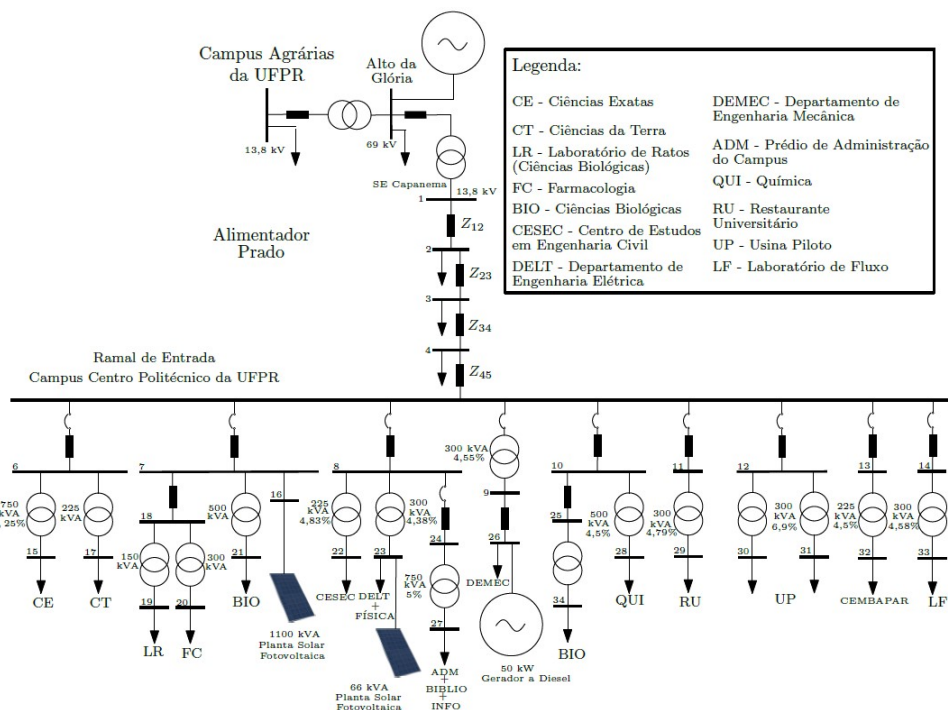 Campus Agrárias
da UFPR
Alto da
Glória
13,8 kV
69 kV
SE Capanema
1
13,8 kV
Z12
Alimentador
Prado
2
Z23
3
Z34
4
Z45
Legenda:
CE - Ciências Exatas
CT - Ciências da Terra
LR - Laboratório de Ratos
(Ciências Biológicas)
FC - Farmacologia
BIO - Ciências Biológicas
CESEC - Centro de Estudos
em Engenharia Civil
DELT - Departamento de
Engenharia Elétrica
DEMEC - Departamento de
Engenharia Mecânica
ADM - Prédio de Administração
do Campus
QUI - Química
RU - Restaurante
Universitário
UP - Usina Piloto
LF - Laboratório de Fluxo
Ramal de Entrada
Campus Centro Politécnico da UFPR
6
750
kVA
, 25%
225
kVA
15
17
CE
CT
7
18
150
kVA
300
kVA
19
20
LR
FC
500
kVA
21
BIO
16
1100 kVA
Planta Solar
Fotovoltaica
8
225
kVA
4,83%
22
CESEC
300
kVA
4,38%
23
DELT
+
FÍSICA
66 kVA
Planta Solar
Fotovoltaica
24
750
kVA
5%
27
ADM
+
BIBLIO
+
INFO
300 kVA
4,55%
9
26
DEMEC
50 kW
Gerador a Diesel
10
25
34
BIO
500
kVA
4,5%
28
QUI
11
300
kVA
4,79%
29
RU
12
300
kVA
6,9%
30
31
UP
13
225
kVA
4,5%
32
CEMBAPAR
14
300
kVA
4,58%
33
LF